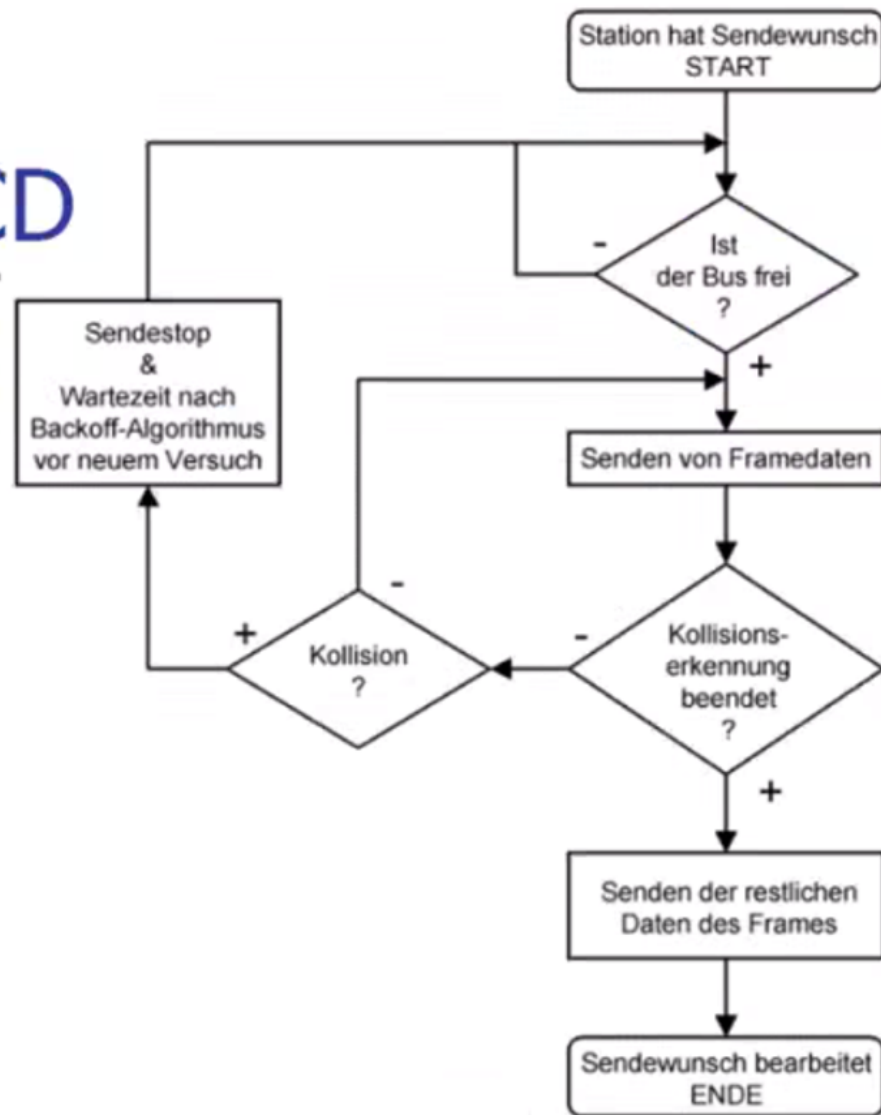 Station hat Sendewunsch
START
CD
-
Ist
der Bus frei
?
+
Sendestop
&
Wartezeit nach
Backoff-Algorithmus
vor neuem Versuch
Senden von Framedaten
-
+
Kollision
?
-
Kollisions-
erkennung
beendet
?
+
Senden der restlichen
Daten des Frames
Sendewunsch bearbeitet
ENDE